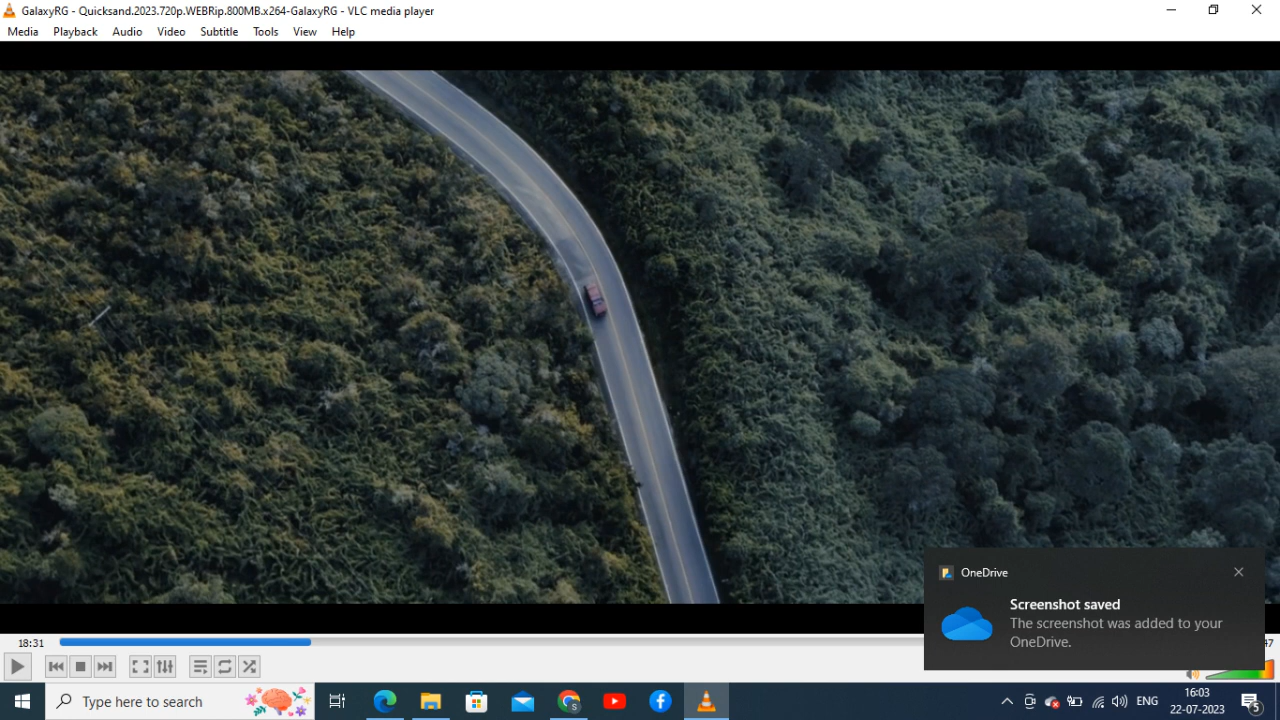 GalaxyRG - Quicksand.2023.720p.WEBRip.800MB.x264-GalaxyRG - VLC media player
Media Playback Audio Video Subtitle Tools View Help
OneDrive
Screenshot saved
The screenshot was added to your
OneDrive.
18:31
47
Type here to search
ENG
16:03
22-07-2023
5